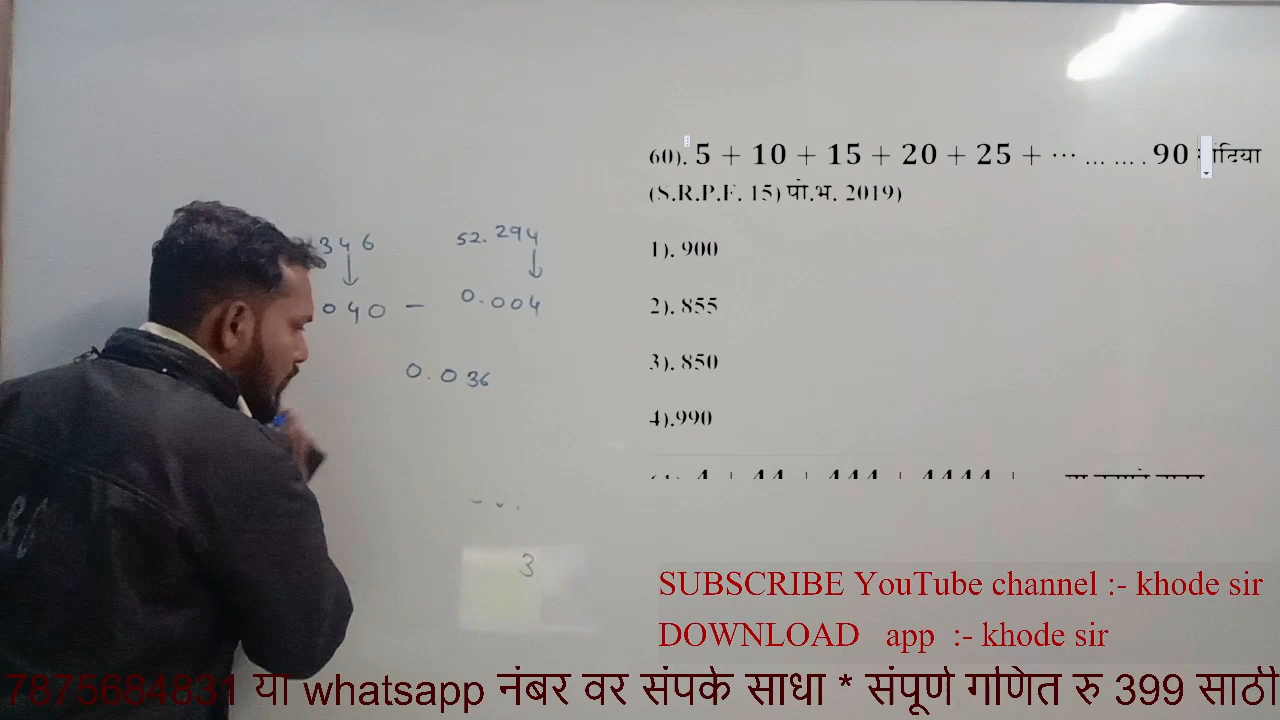 60). 5 + 10 + 15 + 20 + 25 + ⋯ ... ... . 90
(S.R.P.F. 15) पो.भ. 2019)
1). 900
2). 855
3). 850
4).990
346 52.294
040 - 0.004
0.036
3
SUBSCRIBE YouTube channel :- khode sir
DOWNLOAD app :- khode sir
7875684831 या whatsapp नंबर वर संपर्क साधा * संपूर्ण गणित रु 399 साठी